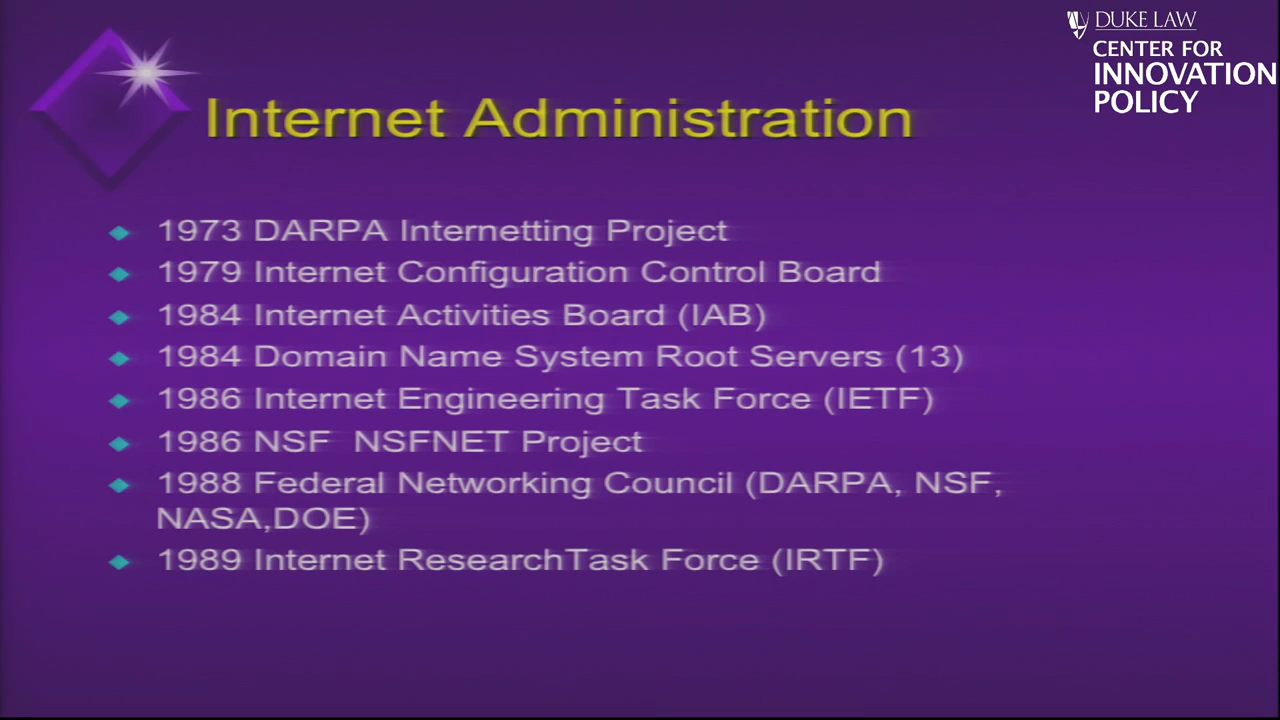 DUKE LAW
CENTER FOR
INNOVATION
POLICY
Internet Administration
1973 DARPA Internetting Project
1979 Internet Configuration Control Board
1984 Internet Activities Board (IAB)
1984 Domain Name System Root Servers (13)
1986 Internet Engineering Task Force (IETF)
1986 NSF  NSFNET Project
1988 Federal Networking Council (DARPA, NSF,
NASA,DOE)
1989 Internet ResearchTask Force (IRTF)